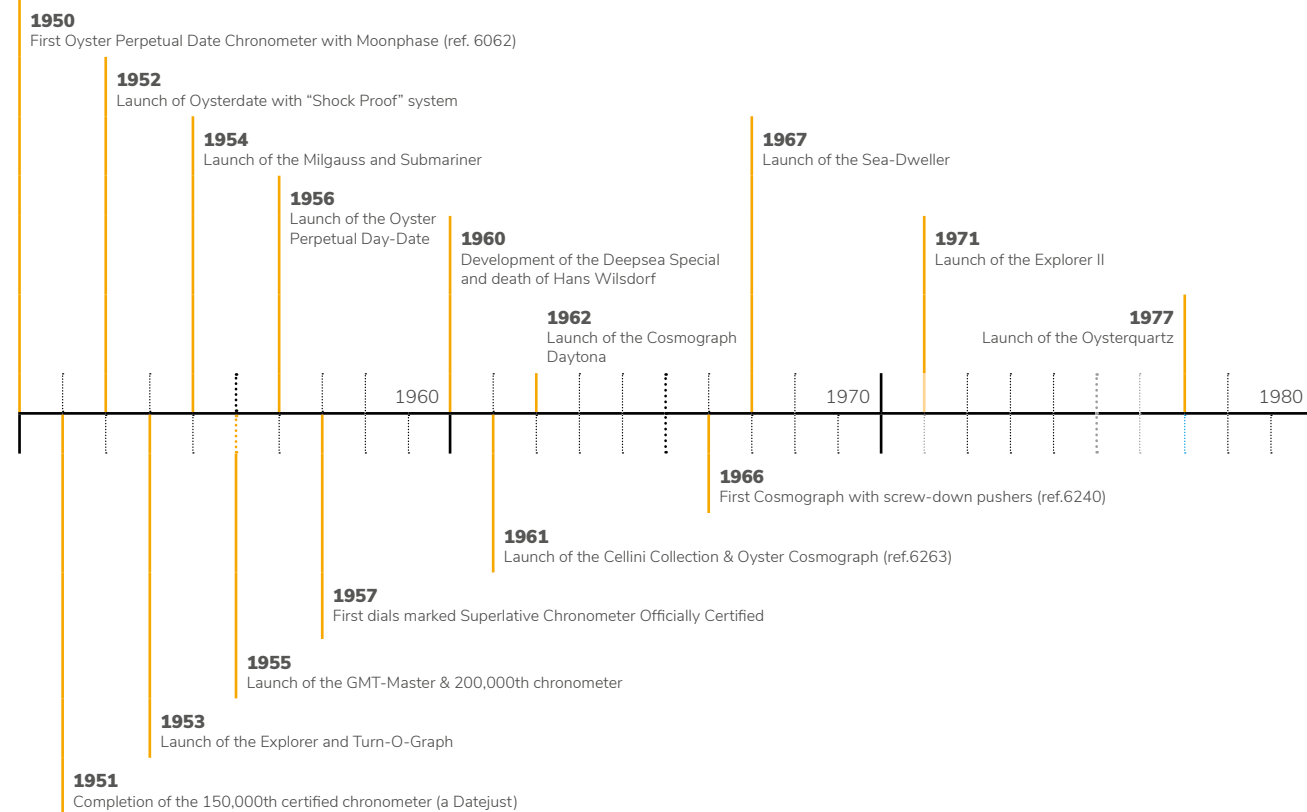 1950
First Oyster Perpetual Date Chronometer with Moonphase (ref. 6062)
1952
Launch of Oysterdate with “Shock Proof” system
1954
Launch of the Milgauss and Submariner
1967
Launch of the Sea-Dweller
1956
Launch of the Oyster
Perpetual Day-Date
1960
Development of the Deepsea Special
and death of Hans Wilsdorf
1971
Launch of the Explorer II
1962
Launch of the Cosmograph
Daytona
1977
Launch of the Oysterquartz
1960
1970
1980
1966
First Cosmograph with screw-down pushers (ref.6240)
1961
Launch of the Cellini Collection & Oyster Cosmograph (ref.6263)
1957
First dials marked Superlative Chronometer Officially Certified
1955
Launch of the GMT-Master & 200,000th chronometer
1953
Launch of the Explorer and Turn-O-Graph
1951
Completion of the 150,000th certified chronometer (a Datejust)